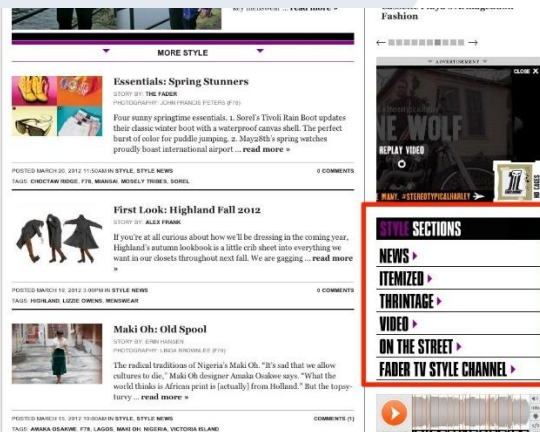 key menswear ... read more »
MORE STYLE
Essentials: Spring Stunners
STORY BY: THE FADER
PHOTOGRAPHY: JOHN FRANCIS PETERS (F78)
Four sunny springtime essentials. 1. Sorel's Tivoli Rain Boot updates
their classic winter boot with a waterproof canvas shell. The perfect
burst of color for puddle jumping. 2. May28th's spring watches
proudly boast international airport ... read more »
POSTED MARCH 20, 2012 11:50AM IN STYLE, STYLE NEWS
0 COMMENTS
TAGS: CHOCTAW RIDGE, F78, MIANSAI, MOSELY TRIBES, SOREL
First Look: Highland Fall 2012
STORY BY: ALEX FRANK
If you're at all curious about how we'll be dressing in the coming year,
Highland's autumn lookbook is a little crib sheet into everything we
want in our closets throughout next fall. We are gagging ... read more
»
POSTED MARCH 19, 2012 3:00PM IN STYLE NEWS
0 COMMENTS
TAGS: HIGHLAND, LIZZIE OWENS, MENSWEAR
Maki Oh: Old Spool
STORY BY: ERIN HANSEN
PHOTOGRAPHY: LINDA BROWNLEE (F78)
The radical traditions of Nigeria's Maki Oh. "It's sad that we allow
cultures to die," Maki Oh designer Amaka Osakwe says. "What the
world thinks is African print is [actually] from Holland." But the topsy-
turvy ... read more »
POSTED MARCH 15, 2012 10:00AM IN STYLE, STYLE NEWS
COMMENTS (1)
TAGS: AMAKA OSAKWE, F78, LAGOS, MAKI OH, NIGERIA, VICTORIA ISLAND
Fashion
ADVERTISEMENT
CLOSE X
NE WOLF
REPLAY VIDEO
MANY. #STEREOTYPICALHARLEY
NO CAGES
STYLE SECTIONS
NEWS
ITEMIZED
THRINTAGE
VIDEO
ON THE STREET
FADER TV STYLE CHANNEL